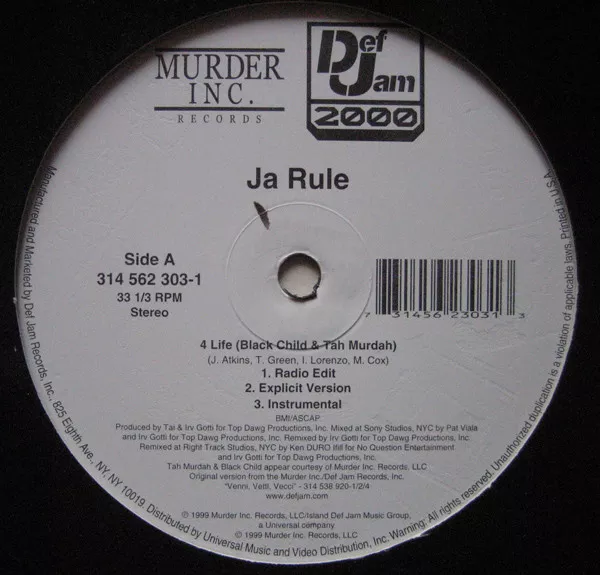 MURDER
INC.
RECORDS
Def
Jam
2000
Ja Rule
Side A
314 562 303-1
33 1/3 RPM
Stereo
7 31456 23031 3
4 Life (Black Child & Tah Murdah)
(J. Atkins, T. Green, I. Lorenzo, M. Cox)
1. Radio Edit
2. Explicit Version
3. Instrumental
BMI/ASCAP
Produced by Tai & Irv Gotti for Top Dawg Productions, Inc. Mixed at Sony Studios, NYC by Pat Viala
and Irv Gotti for Top Dawg Productions, Inc. Remixed by Irv Gotti for Top Dawg Productions, Inc.
Remixed at Right Track Studios, NYC by Ken DURO Ifill for No Question Entertainment
and Irv Gotti for Top Dawg Productions, Inc.
Tah Murdah & Black Child appear courtesy of Murder Inc. Records, LLC
Original version from the Murder Inc./Def Jam Records, Inc.
"Venni, Vetti, Vecci" - 314 538 920-1/2/4
www.defjam.com
℗ 1999 Murder Inc. Records, LLC/Island Def Jam Music Group,
a Universal company
© 1999 Murder Inc. Records, LLC
Manufactured and Marketed by Def Jam Records, Inc., 825 Eighth Ave., NY, NY 10019. Distributed by Universal Music and Video Distribution, Inc. Warning: All rights reserved. Unauthorized duplication is a violation of applicable laws. Printed in U.S.A.